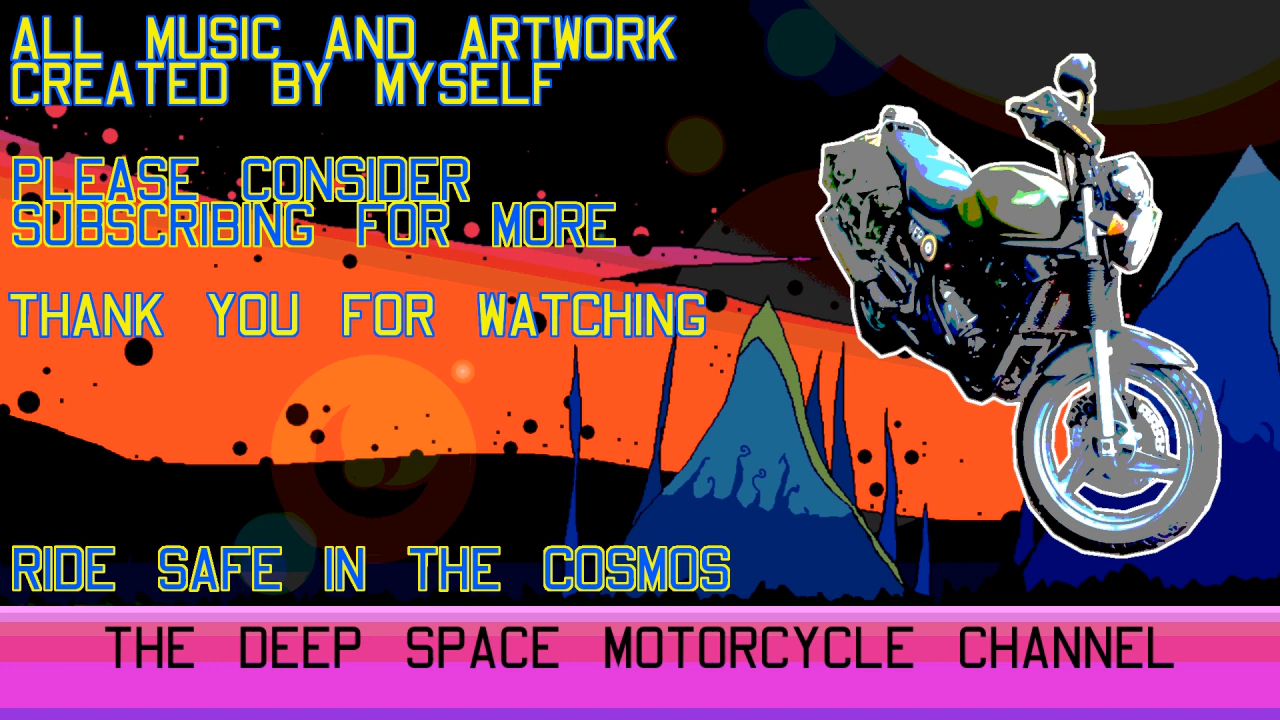 ALL MUSIC AND ARTWORK
CREATED BY MYSELF
PLEASE CONSIDER
SUBSCRIBING FOR MORE
THANK YOU FOR WATCHING
RIDE SAFE IN THE COSMOS
THE DEEP SPACE MOTORCYCLE CHANNEL